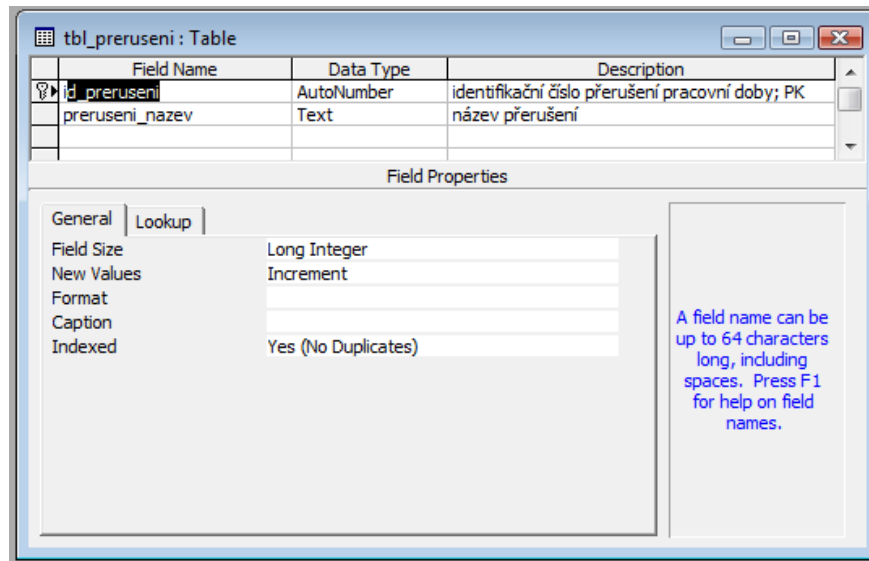 tbl_preruseni : Table
Field Name Data Type Description
id_preruseni AutoNumber identifikační číslo přerušení pracovní doby; PK
preruseni_nazev Text název přerušení
Field Properties
General Lookup
Field Size Long Integer
New Values Increment
Format
Caption
Indexed Yes (No Duplicates)
A field name can be
up to 64 characters
long, including
spaces. Press F1
for help on field
names.